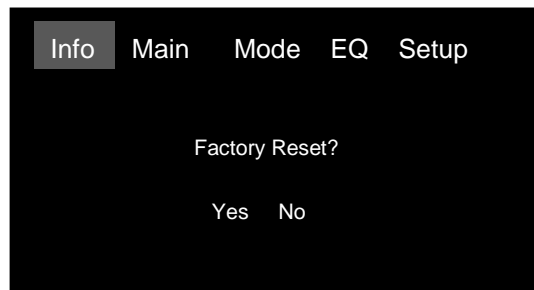 Info Main Mode EQ Setup
Factory Reset?
Yes No